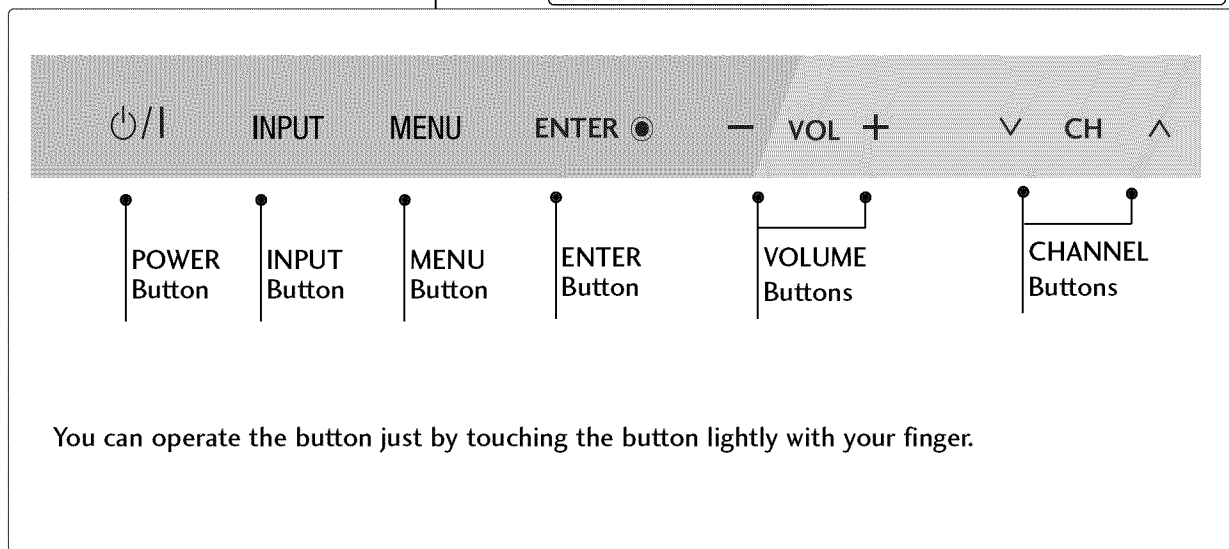 ⏻/I INPUT MENU ENTER ◉ − VOL + ∨ CH ∧
POWER Button
INPUT Button
MENU Button
ENTER Button
VOLUME Buttons
CHANNEL Buttons
You can operate the button just by touching the button lightly with your finger.